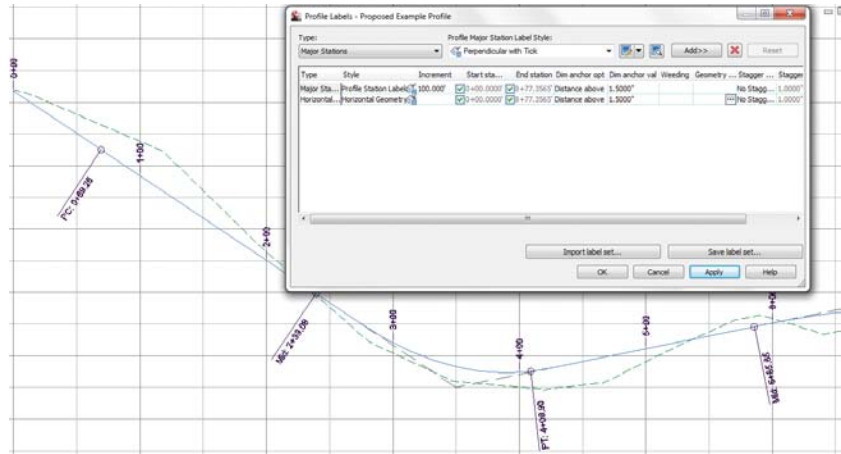 Profile Labels - Proposed Example Profile
Type:
Profile Major Station Label Style:
Major Stations
Perpendicular with Tick
Add>>
Reset
Type Style Increment Start sta... End station Dim anchor opt Dim anchor val Weeding Geometry ... Stagger ... Stagger
Major Sta... Profile Station Labels 100.000' 0+00.0000' 8+77.3565' Distance above 1.5000" No Stagg... 1.0000"
Horizontal... Horizontal Geometry 0+00.0000' 8+77.3565' Distance above 1.5000" No Stagg... 1.0000"
Import label set...
Save label set...
OK
Cancel
Apply
Help
0+00
1+00
PC: 0+69.26
2+00
Mid: 2+39.08
3+00
4+00
PT: 4+08.90
5+00
6+00